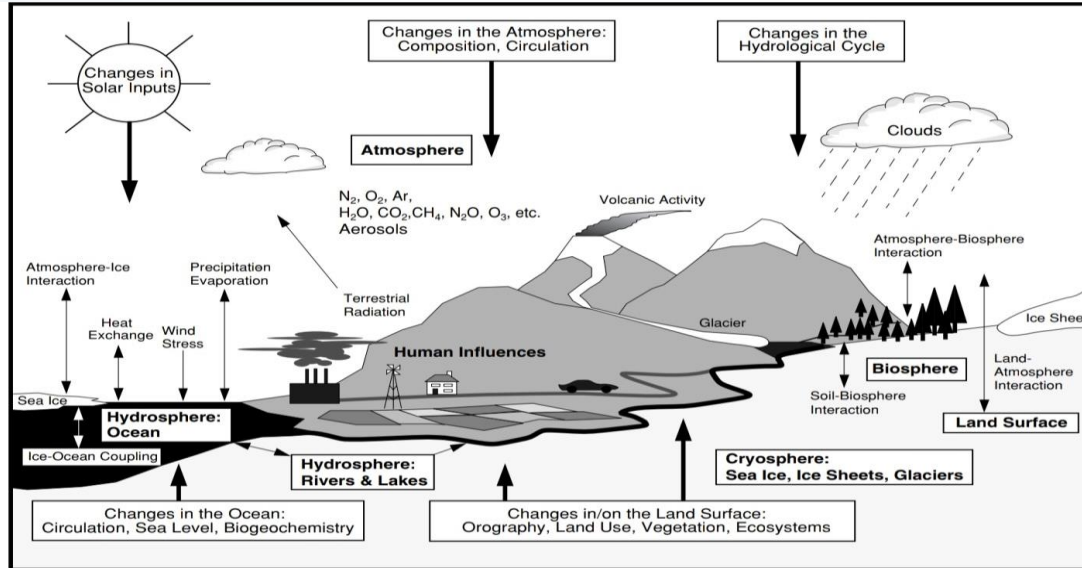 Changes in
Solar Inputs
Changes in the Atmosphere:
Composition, Circulation
Changes in the
Hydrological Cycle
Clouds
Atmosphere
N₂, O₂, Ar,
H₂O, CO₂,CH₄, N₂O, O₃, etc.
Aerosols
Volcanic Activity
Atmosphere-Biosphere
Interaction
Atmosphere-Ice
Interaction
Precipitation
Evaporation
Terrestrial
Radiation
Heat
Exchange
Wind
Stress
Glacier
Ice Sheet
Human Influences
Biosphere
Land-
Atmosphere
Interaction
Soil-Biosphere
Interaction
Sea Ice
Hydrosphere:
Ocean
Land Surface
Ice-Ocean Coupling
Hydrosphere:
Rivers & Lakes
Cryosphere:
Sea Ice, Ice Sheets, Glaciers
Changes in the Ocean:
Circulation, Sea Level, Biogeochemistry
Changes in/on the Land Surface:
Orography, Land Use, Vegetation, Ecosystems